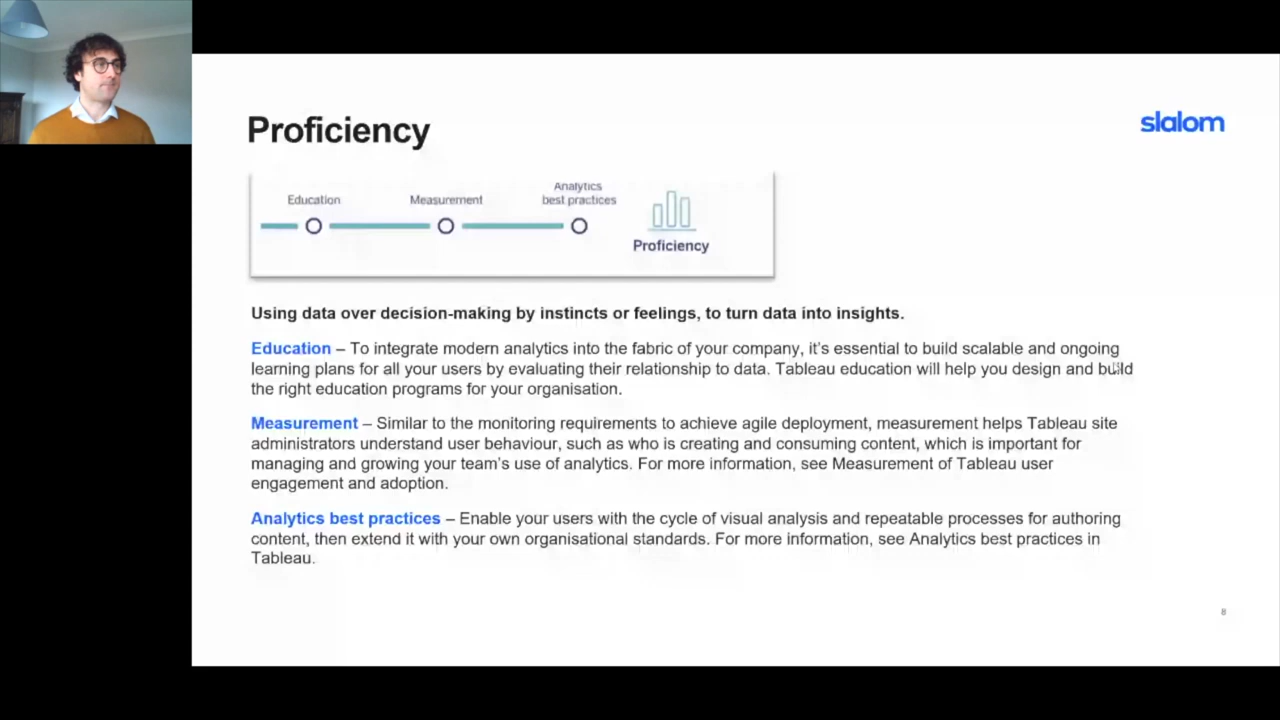 Proficiency
slalom
Education
Measurement
Analytics
best practices
Proficiency
Using data over decision-making by instincts or feelings, to turn data into insights.
Education – To integrate modern analytics into the fabric of your company, it's essential to build scalable and ongoing
learning plans for all your users by evaluating their relationship to data. Tableau education will help you design and build
the right education programs for your organisation.
Measurement – Similar to the monitoring requirements to achieve agile deployment, measurement helps Tableau site
administrators understand user behaviour, such as who is creating and consuming content, which is important for
managing and growing your team's use of analytics. For more information, see Measurement of Tableau user
engagement and adoption.
Analytics best practices – Enable your users with the cycle of visual analysis and repeatable processes for authoring
content, then extend it with your own organisational standards. For more information, see Analytics best practices in
Tableau.
8